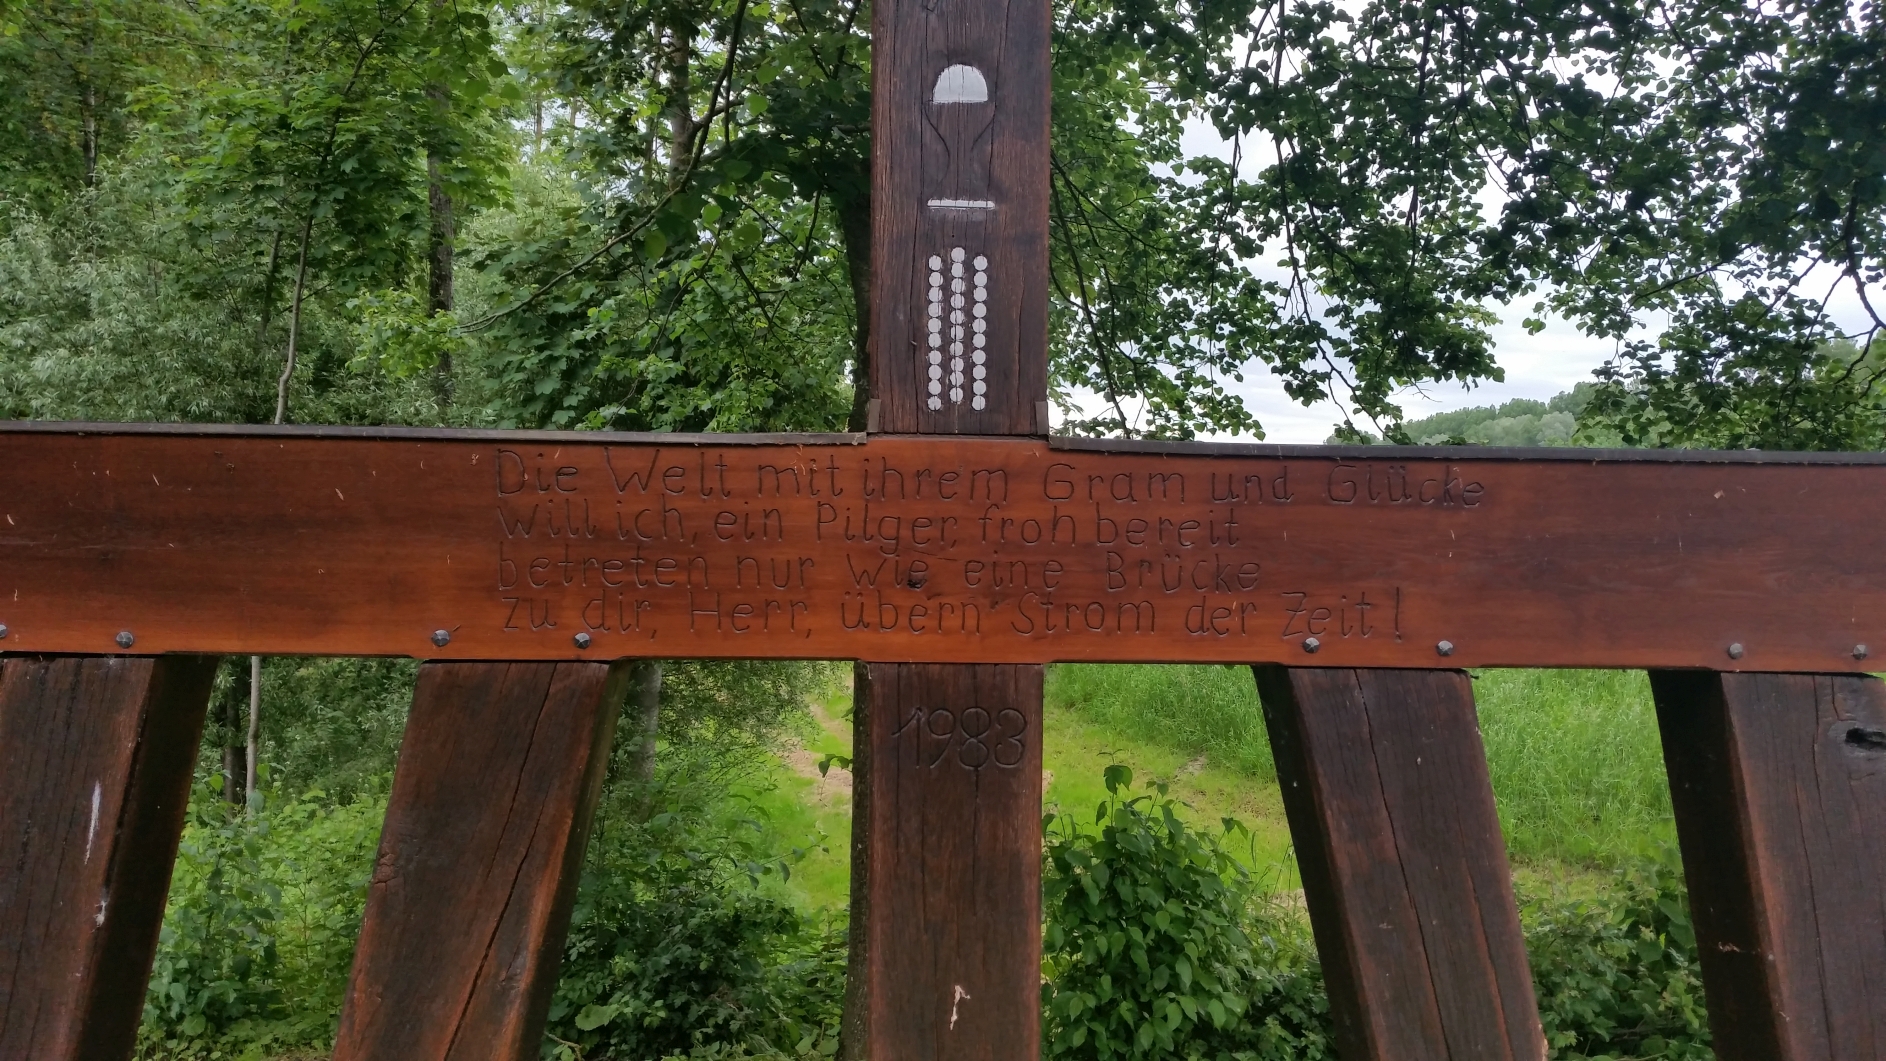 Die Welt mit ihrem Gram und Glücke
will ich, ein Pilger, froh bereit
betreten nur wie eine Brücke
zu dir, Herr, übern Strom der Zeit!
1983